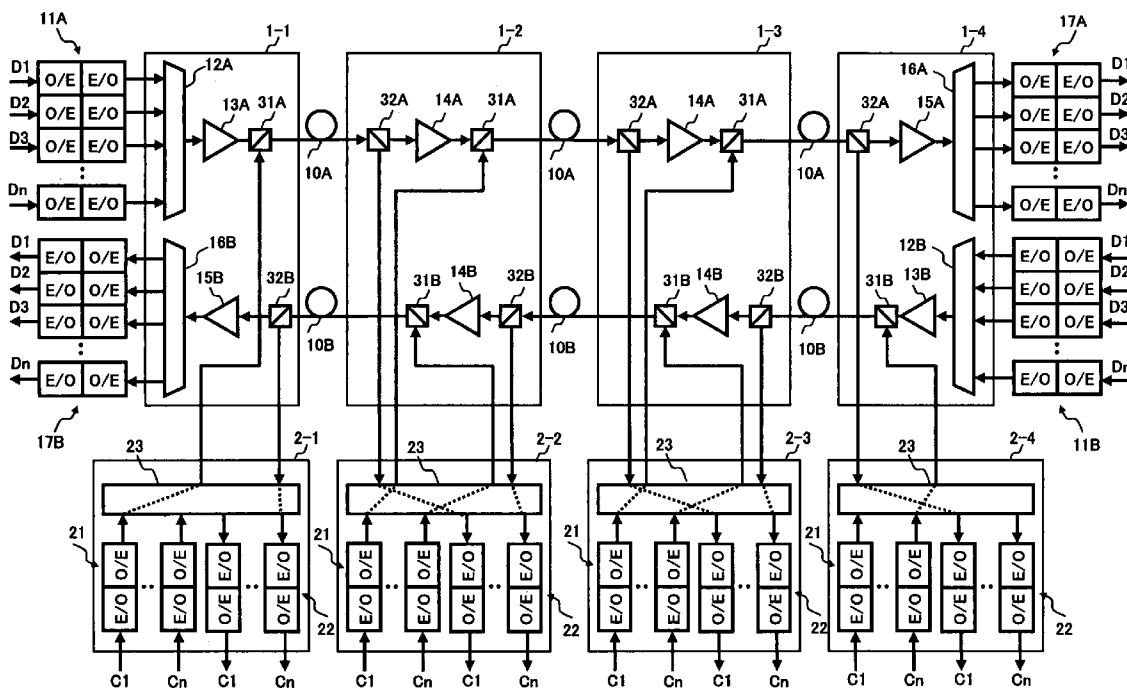 11A
1-1
1-2
1-3
1-4
17A
D1
O/E E/O
12A
16A
O/E E/O
D1
D2
O/E E/O
13A
31A
32A
14A
31A
32A
14A
31A
32A
15A
O/E E/O
D2
D3
O/E E/O
10A
10A
10A
O/E E/O
D3
Dn
O/E E/O
O/E E/O
Dn
D1
E/O O/E
16B
12B
E/O O/E
D1
D2
E/O O/E
15B
32B
31B
14B
32B
31B
14B
32B
31B
13B
E/O O/E
D2
D3
E/O O/E
10B
10B
10B
E/O O/E
D3
Dn
E/O O/E
E/O O/E
Dn
17B
11B
2-1
2-2
2-3
2-4
23
23
23
23
21
O/E O/E E/O E/O
E/O E/O O/E O/E
22
21
O/E O/E E/O E/O
E/O E/O O/E O/E
22
21
O/E O/E E/O E/O
E/O E/O O/E O/E
22
21
O/E O/E E/O E/O
E/O E/O O/E O/E
22
C1 Cn C1 Cn
C1 Cn C1 Cn
C1 Cn C1 Cn
C1 Cn C1 Cn